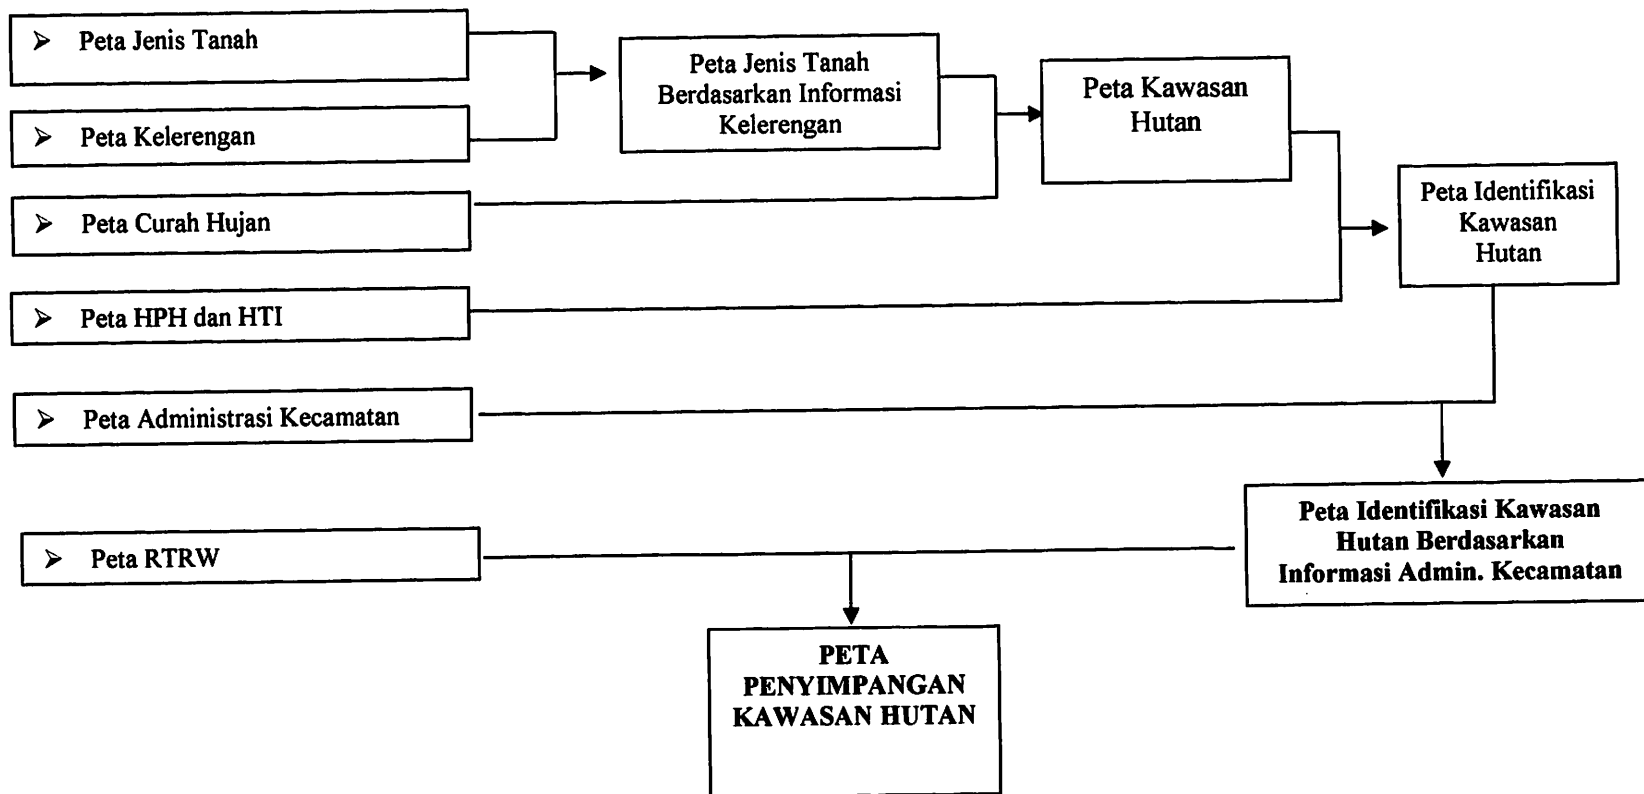 ➢ Peta Jenis Tanah
➢ Peta Kelerengan
➢ Peta Curah Hujan
➢ Peta HPH dan HTI
➢ Peta Administrasi Kecamatan
➢ Peta RTRW
Peta Jenis Tanah
Berdasarkan Informasi
Kelerengan
Peta Kawasan
Hutan
Peta Identifikasi
Kawasan
Hutan
Peta Identifikasi Kawasan
Hutan Berdasarkan
Informasi Admin. Kecamatan
PETA
PENYIMPANGAN
KAWASAN HUTAN